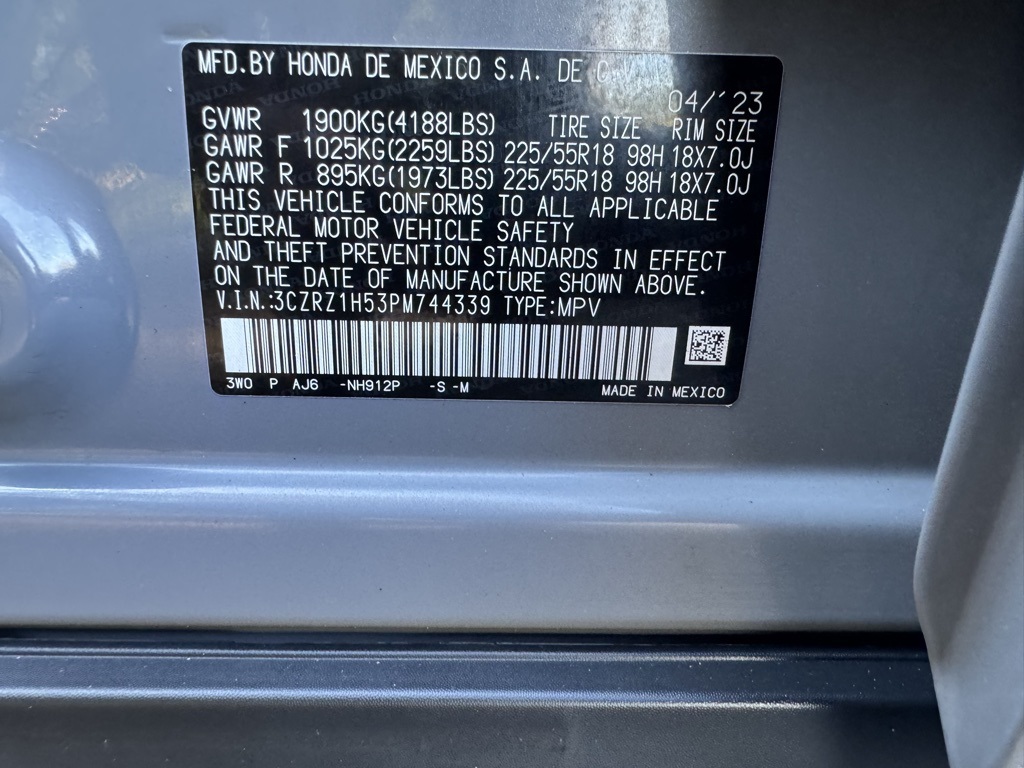 MFD.BY HONDA DE MEXICO S.A. DE C.V.
04/'23
GVWR 1900KG(4188LBS) TIRE SIZE RIM SIZE
GAWR F 1025KG(2259LBS) 225/55R18 98H 18X7.0J
GAWR R 895KG(1973LBS) 225/55R18 98H 18X7.0J
THIS VEHICLE CONFORMS TO ALL APPLICABLE
FEDERAL MOTOR VEHICLE SAFETY
AND THEFT PREVENTION STANDARDS IN EFFECT
ON THE DATE OF MANUFACTURE SHOWN ABOVE.
V.I.N.:3CZRZ1H53PM744339 TYPE:MPV
3W0 P AJ6 -NH912P -S -M MADE IN MEXICO